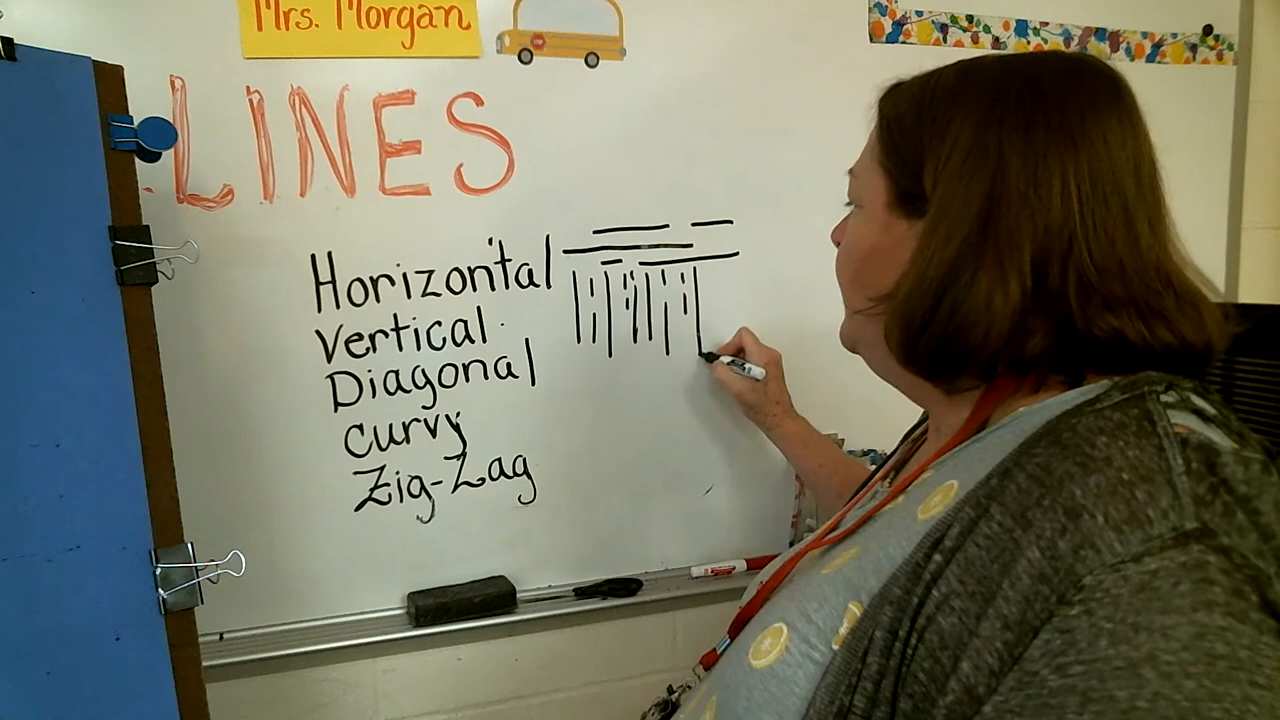 Mrs. Morgan
LINES
Horizontal
Vertical
Diagonal
Curvy
Zig-Zag